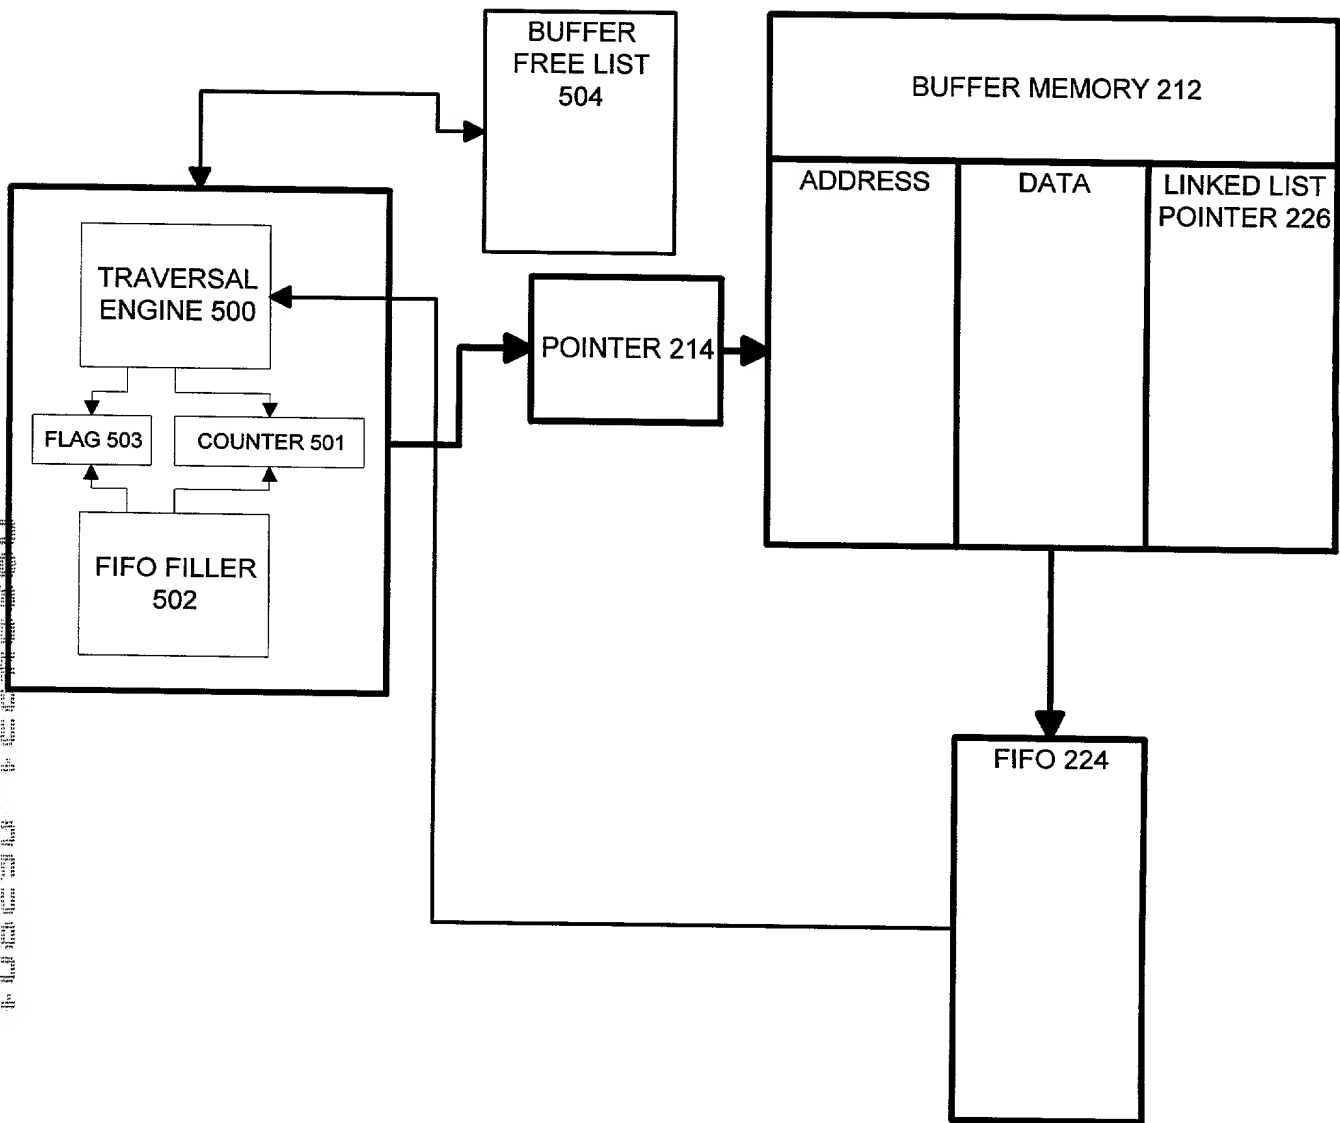 BUFFER
FREE LIST
504
BUFFER MEMORY 212
ADDRESS
DATA
LINKED LIST
POINTER 226
TRAVERSAL
ENGINE 500
POINTER 214
FLAG 503
COUNTER 501
FIFO FILLER
502
FIFO 224